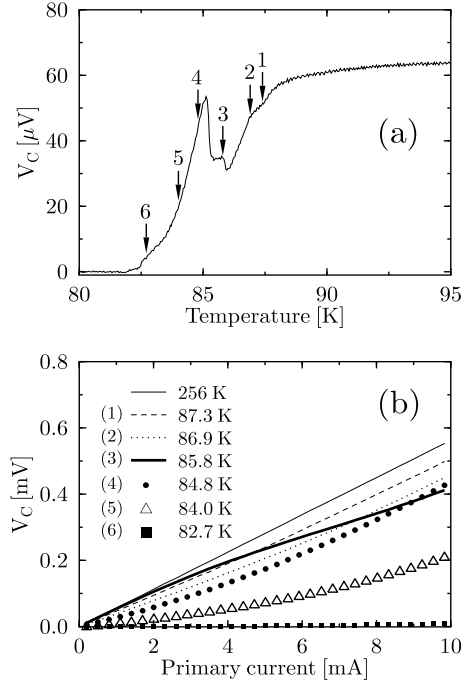 80
60
40
20
0
V_C [μV]
1
2
4
3
5
6
(a)
80 85 90 95
Temperature [K]
0.8
0.6
0.4
0.2
0.0
V_C [mV]
(b)
256 K
(1) 87.3 K
(2) 86.9 K
(3) 85.8 K
(4) 84.8 K
(5) 84.0 K
(6) 82.7 K
0 2 4 6 8 10
Primary current [mA]